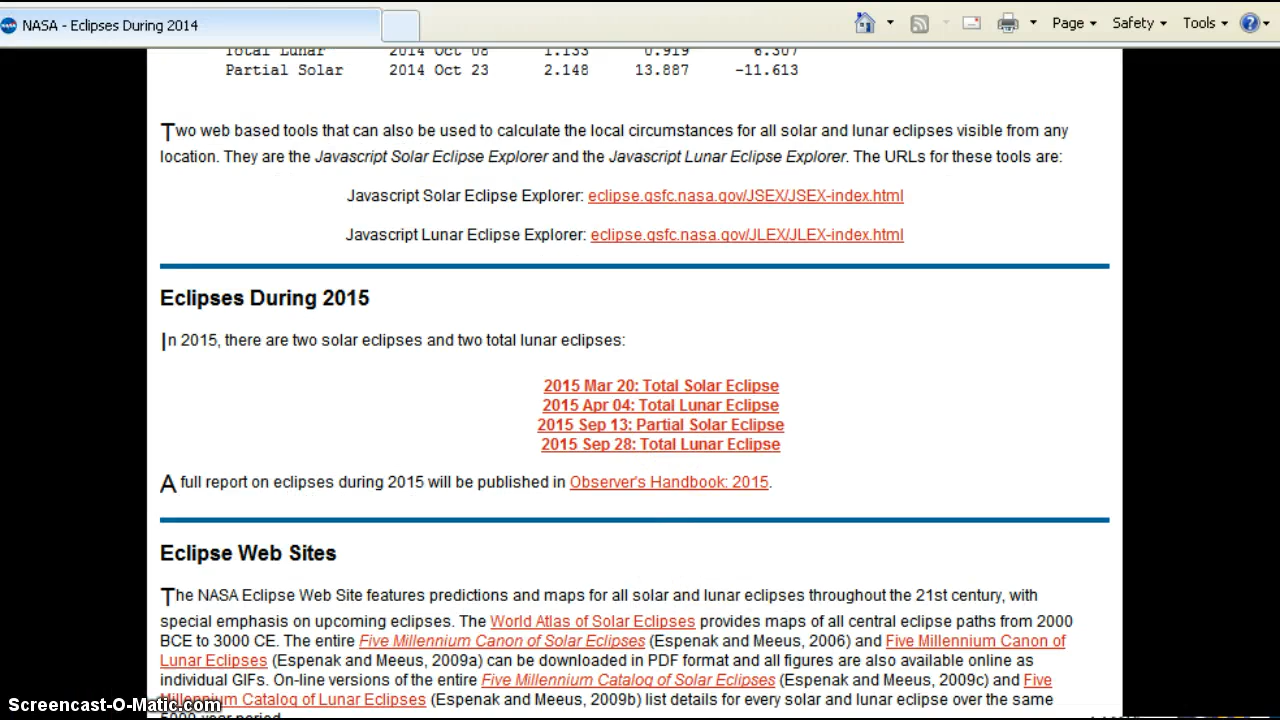 NASA - Eclipses During 2014
Page
Safety
Tools
Total Lunar 2014 Oct 08 1.133 0.919 6.307
Partial Solar 2014 Oct 23 2.148 13.887 -11.613
Two web based tools that can also be used to calculate the local circumstances for all solar and lunar eclipses visible from any
location. They are the Javascript Solar Eclipse Explorer and the Javascript Lunar Eclipse Explorer. The URLs for these tools are:
Javascript Solar Eclipse Explorer: eclipse.gsfc.nasa.gov/JSEX/JSEX-index.html
Javascript Lunar Eclipse Explorer: eclipse.gsfc.nasa.gov/JLEX/JLEX-index.html
Eclipses During 2015
In 2015, there are two solar eclipses and two total lunar eclipses:
2015 Mar 20: Total Solar Eclipse
2015 Apr 04: Total Lunar Eclipse
2015 Sep 13: Partial Solar Eclipse
2015 Sep 28: Total Lunar Eclipse
A full report on eclipses during 2015 will be published in Observer's Handbook: 2015.
Eclipse Web Sites
The NASA Eclipse Web Site features predictions and maps for all solar and lunar eclipses throughout the 21st century, with
special emphasis on upcoming eclipses. The World Atlas of Solar Eclipses provides maps of all central eclipse paths from 2000
BCE to 3000 CE. The entire Five Millennium Canon of Solar Eclipses (Espenak and Meeus, 2006) and Five Millennium Canon of
Lunar Eclipses (Espenak and Meeus, 2009a) can be downloaded in PDF format and all figures are also available online as
individual GIFs. On-line versions of the entire Five Millennium Catalog of Solar Eclipses (Espenak and Meeus, 2009c) and Five
Millennium Catalog of Lunar Eclipses (Espenak and Meeus, 2009b) list details for every solar and lunar eclipse over the same
5000-year period.
Screencast-O-Matic.com